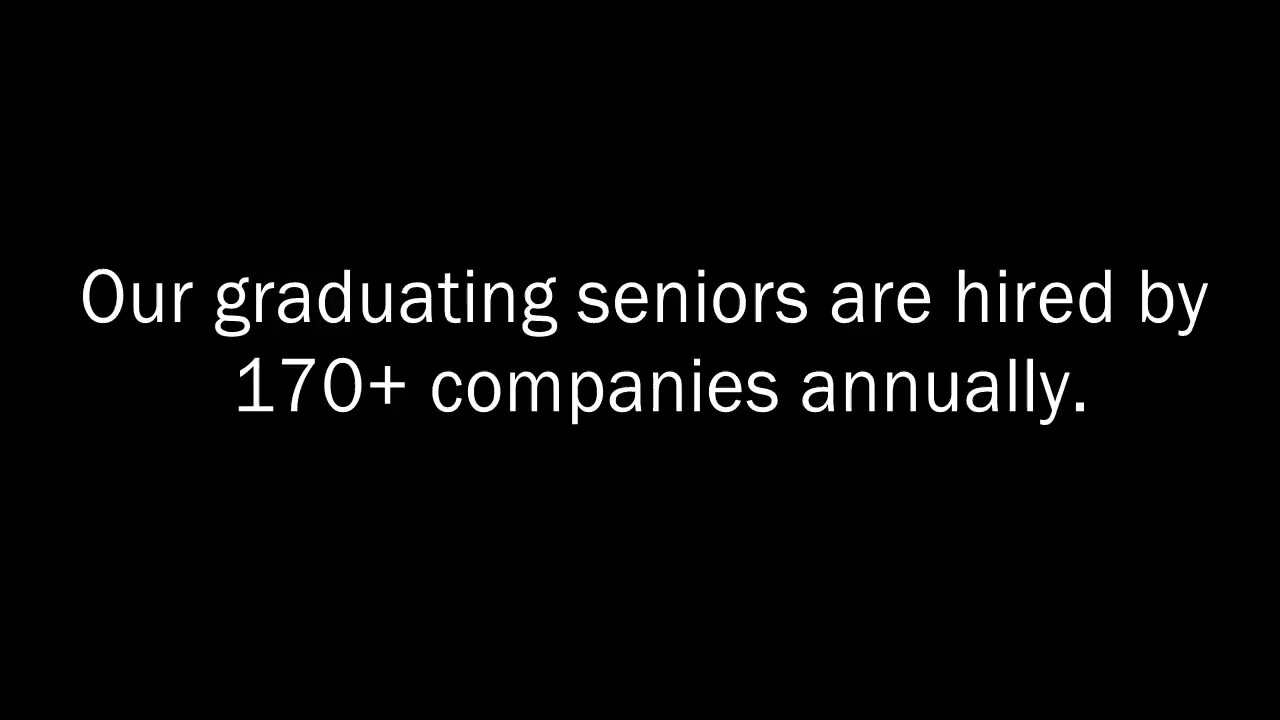 Our graduating seniors are hired by
170+ companies annually.